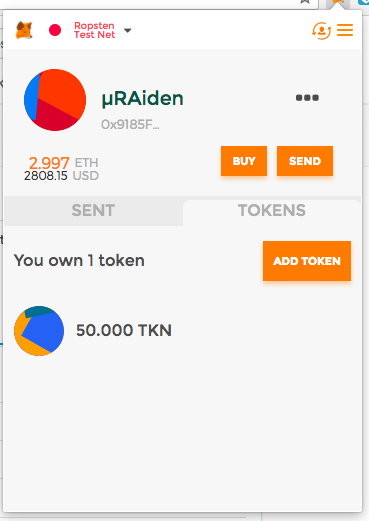 Ropsten
Test Net
µRAiden
0x9185F...
2.997 ETH
2808.15 USD
BUY
SEND
SENT
TOKENS
You own 1 token
ADD TOKEN
50.000 TKN